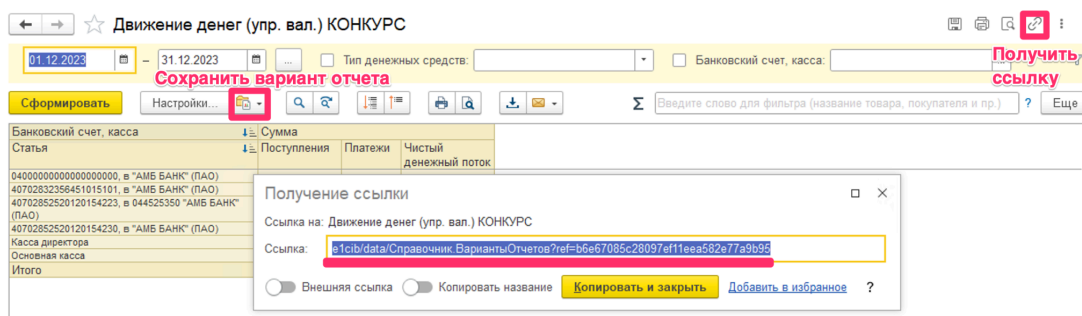 Движение денег (упр. вал.) КОНКУРС
01.12.2023 – 31.12.2023 ... Тип денежных средств: Банковский счет, касса:
Сохранить вариант отчета
Получить
ссылку
Сформировать Настройки... Σ Введите слово для фильтра (название товара, покупателя и пр.) ? Еще
Банковский счет, касса Сумма
Статья Поступления Платежи Чистый
денежный поток
04000000000000000000, в "АМБ БАНК" (ПАО)
40702832356451015101, в "АМБ БАНК" (ПАО)
40702852520120154223, в 044525350 "АМБ БАНК"
(ПАО)
40702852520120154230, в "АМБ БАНК" (ПАО)
Касса директора
Основная касса
Итого
Получение ссылки
Ссылка на: Движение денег (упр. вал.) КОНКУРС
Ссылка: e1cib/data/Справочник.ВариантыОтчетов?ref=b6e67085c28097ef11eea582e77a9b95
Внешняя ссылка Копировать название Копировать и закрыть Добавить в избранное ?